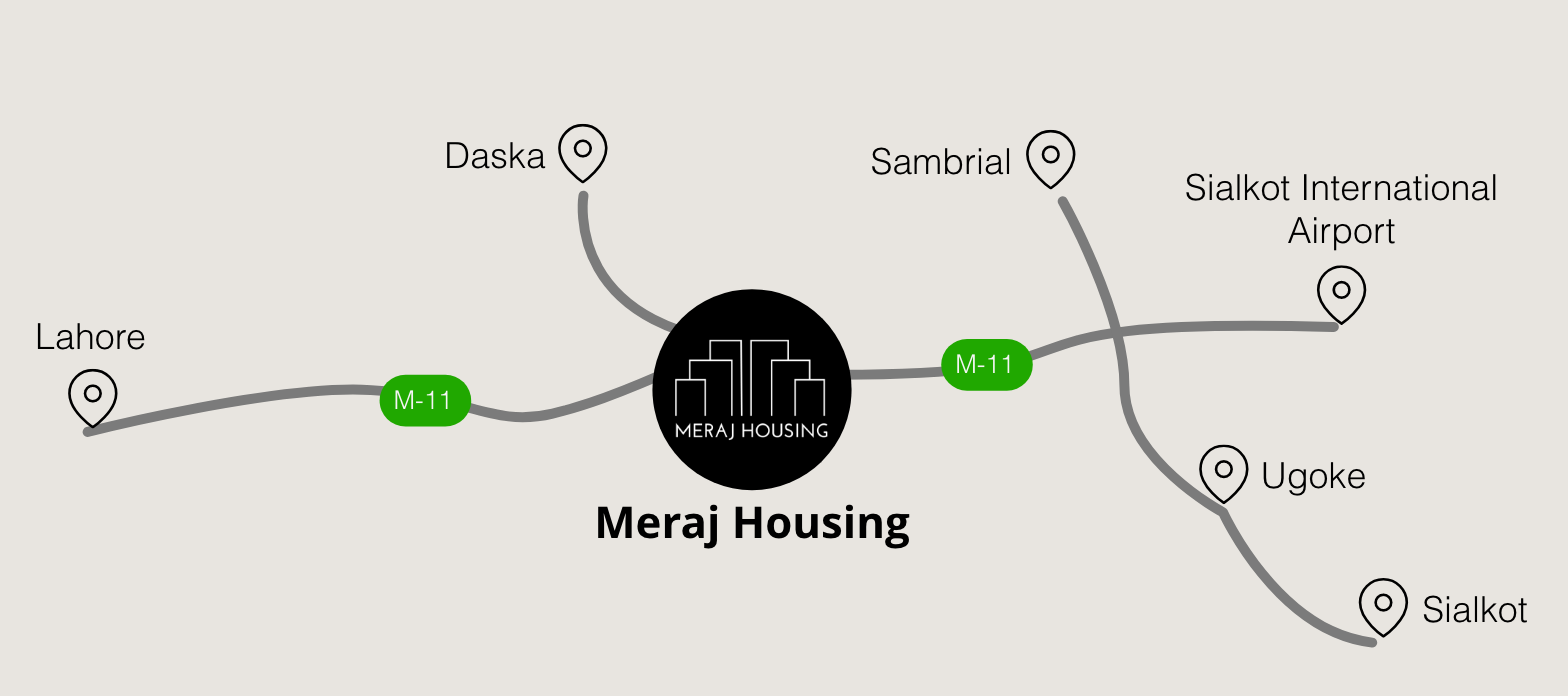 Daska
Sambrial
Sialkot International
Airport
Lahore
M-11
M-11
MERAJ HOUSING
Meraj Housing
Ugoke
Sialkot